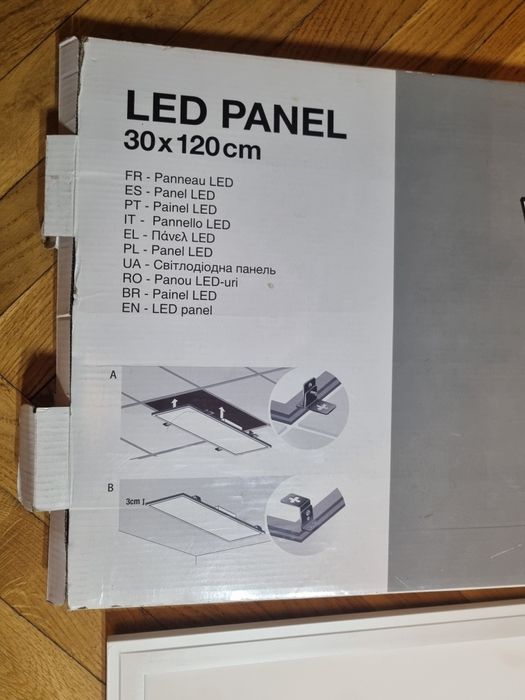 LED PANEL
30x120cm
FR - Panneau LED
ES - Panel LED
PT - Painel LED
IT - Pannello LED
EL - Πάνελ LED
PL - Panel LED
UA - Світлодіодна панель
RO - Panou LED-uri
BR - Painel LED
EN - LED panel
A
B
3cm